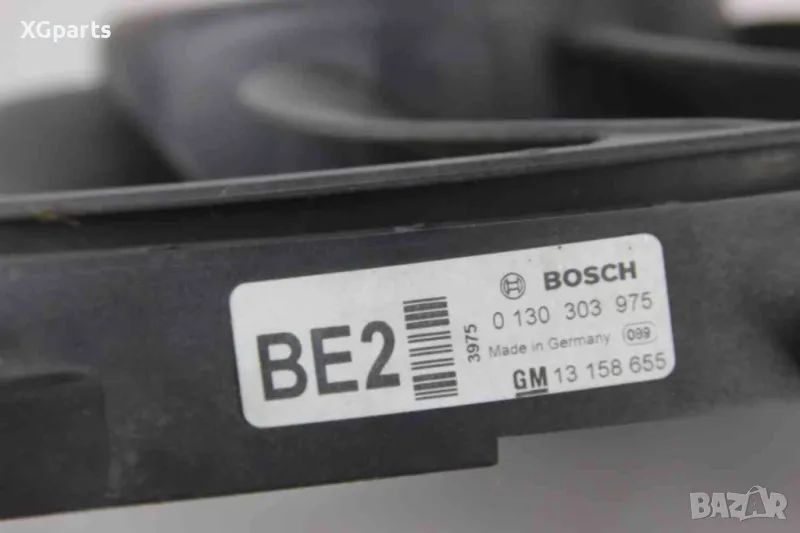 XGparts
BE2
3975
BOSCH
0 130 303 975
Made in Germany 099
GM 13 158 655
BAZAR